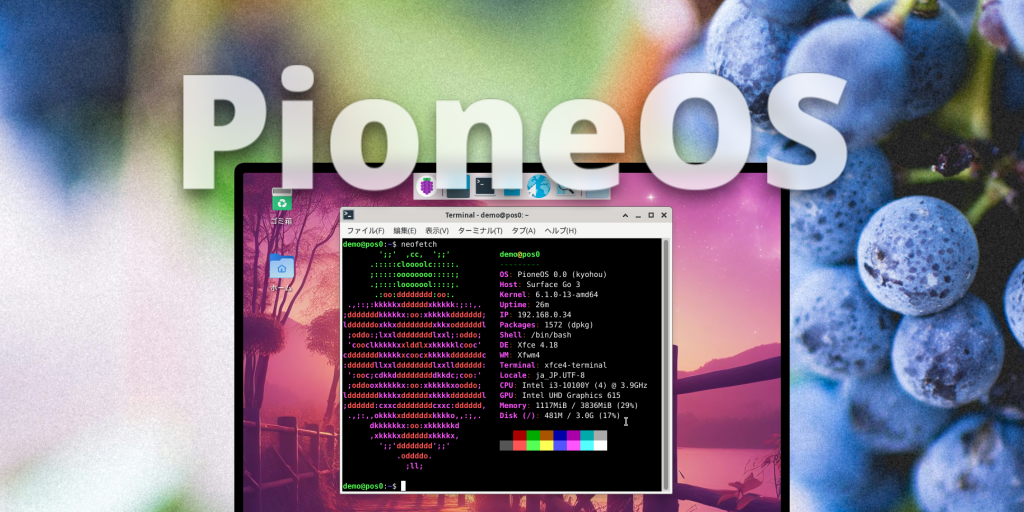 PioneOS
ゴミ箱
ホーム
Terminal - demo@pos0: ~
ファイル(F) 編集(E) 表示(V) ターミナル(T) タブ(A) ヘルプ(H)
demo@pos0:~$ neofetch
demo@pos0
----------
OS: PioneOS 0.0 (kyohou)
Host: Surface Go 3
Kernel: 6.1.0-13-amd64
Uptime: 26m
IP: 192.168.0.34
Packages: 1572 (dpkg)
Shell: /bin/bash
DE: Xfce 4.18
WM: Xfwm4
Terminal: xfce4-terminal
Locale: ja_JP.UTF-8
CPU: Intel i3-10100Y (4) @ 3.9GHz
GPU: Intel UHD Graphics 615
Memory: 1117MiB / 3836MiB (29%)
Disk (/): 481M / 3.0G (17%)
demo@pos0:~$